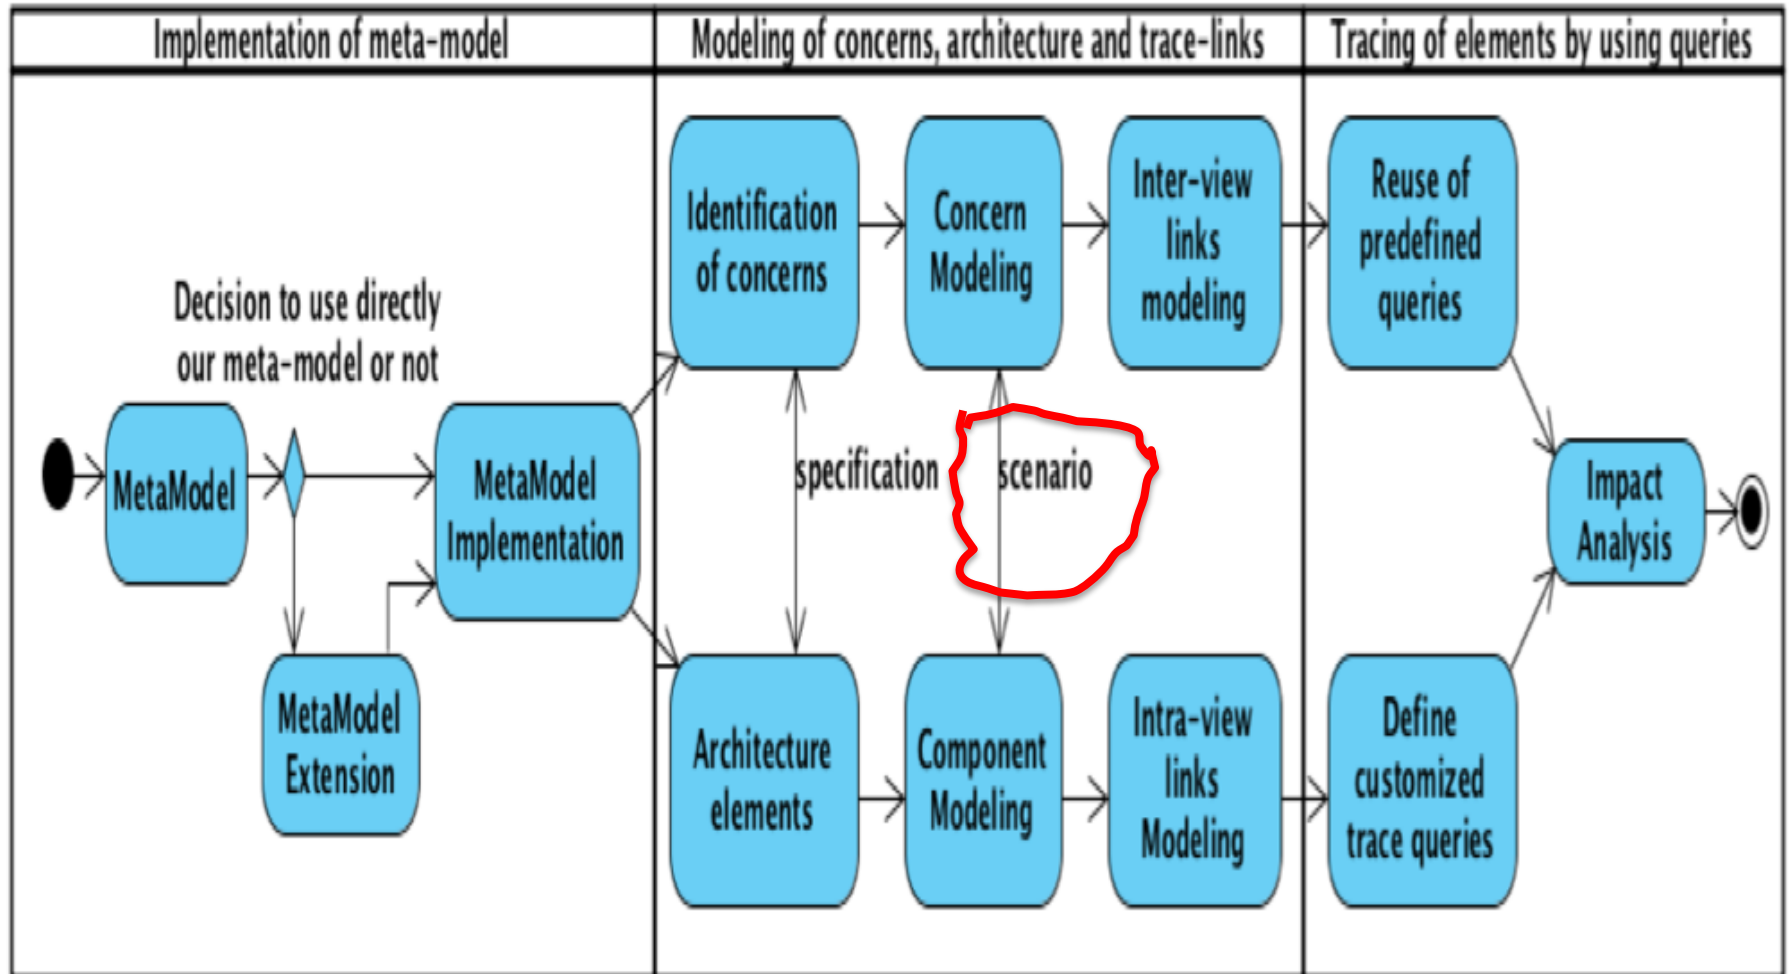 Implementation of meta-model
Modeling of concerns, architecture and trace-links
Tracing of elements by using queries
Decision to use directly
our meta-model or not
MetaModel
MetaModel
Implementation
MetaModel
Extension
Identification
of concerns
Concern
Modeling
Inter-view
links
modeling
specification
scenario
Architecture
elements
Component
Modeling
Intra-view
links
Modeling
Reuse of
predefined
queries
Define
customized
trace queries
Impact
Analysis